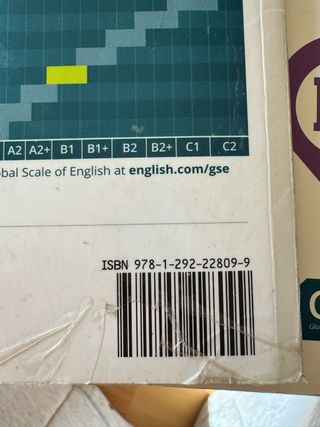 A2 A2+ B1 B1+ B2 B2+ C1 C2
bal Scale of English at english.com/gse
ISBN 978-1-292-22809-9